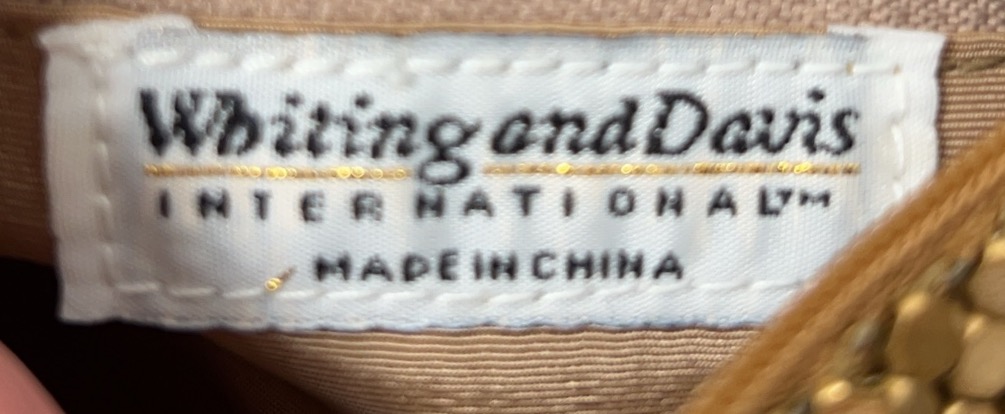 Whiting and Davis
INTERNATIONAL™
MADE IN CHINA